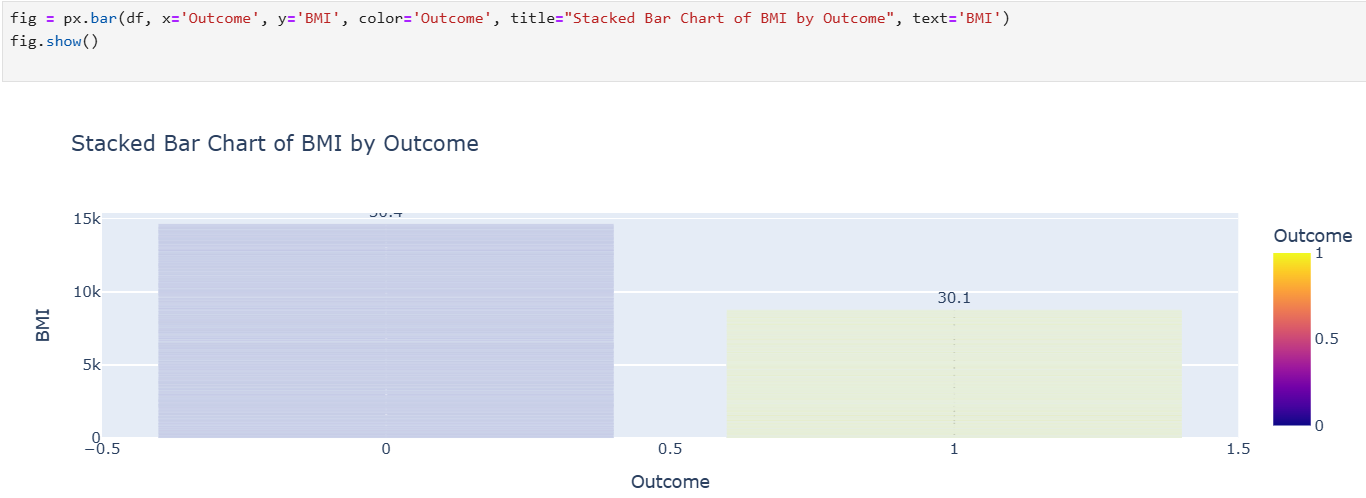 fig = px.bar(df, x='Outcome', y='BMI', color='Outcome', title="Stacked Bar Chart of BMI by Outcome", text='BMI')
fig.show()
Stacked Bar Chart of BMI by Outcome
15k
10k
5k
0
BMI
30.1
−0.5
0
0.5
1
1.5
Outcome
Outcome
1
0.5
0